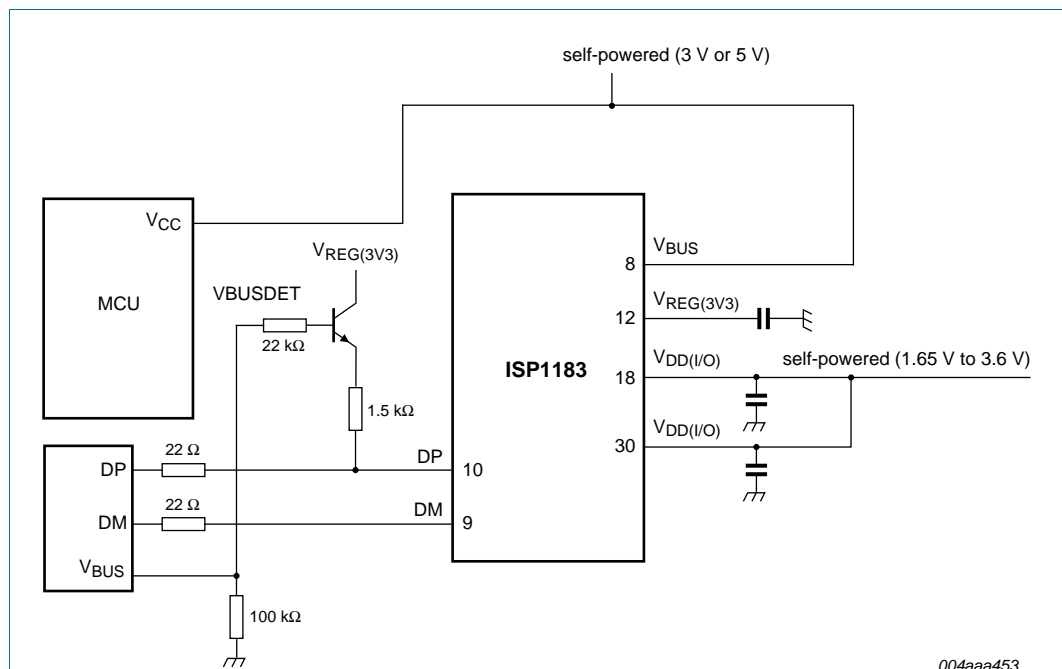 self-powered (3 V or 5 V)
VCC
MCU
VREG(3V3)
VBUSDET
22 kΩ
1.5 kΩ
ISP1183
8
VBUS
12
VREG(3V3)
18
VDD(I/O)
self-powered (1.65 V to 3.6 V)
30
VDD(I/O)
DP
22 Ω
DP
10
DM
22 Ω
DM
9
VBUS
100 kΩ
004aaa453